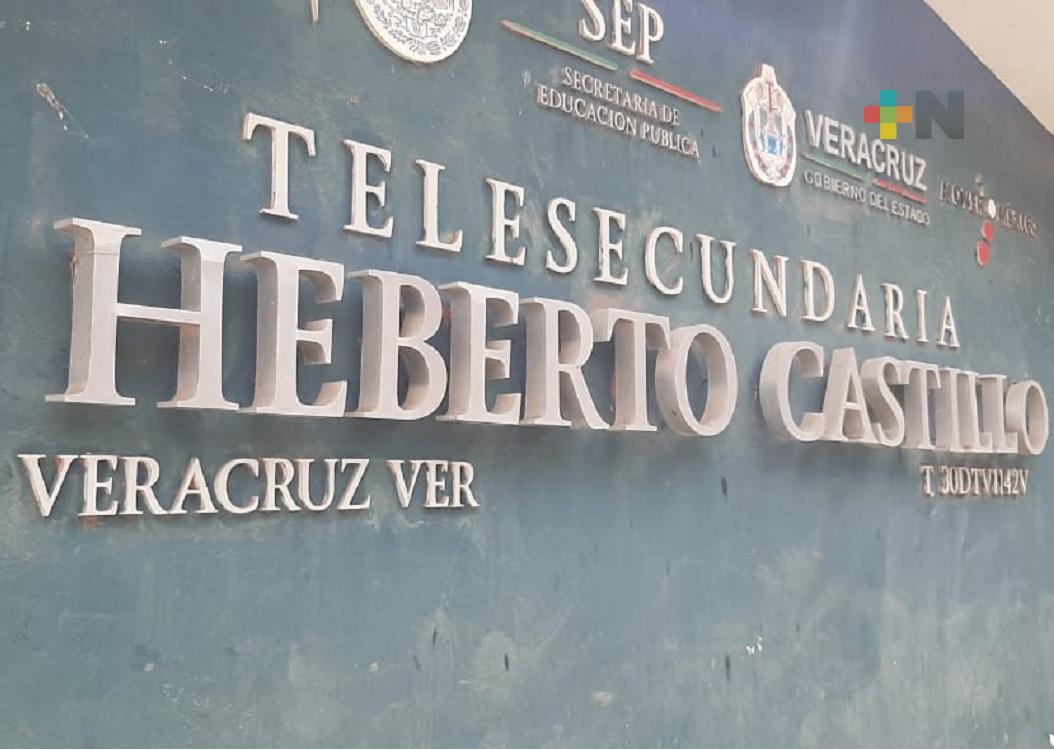 SEP
SECRETARIA DE
EDUCACION PUBLICA
VERACRUZ
GOBIERNO DEL ESTADO
+N
TELESECUNDARIA
HEBERTO CASTILLO
VERACRUZ VER
T. 30DTV1142V